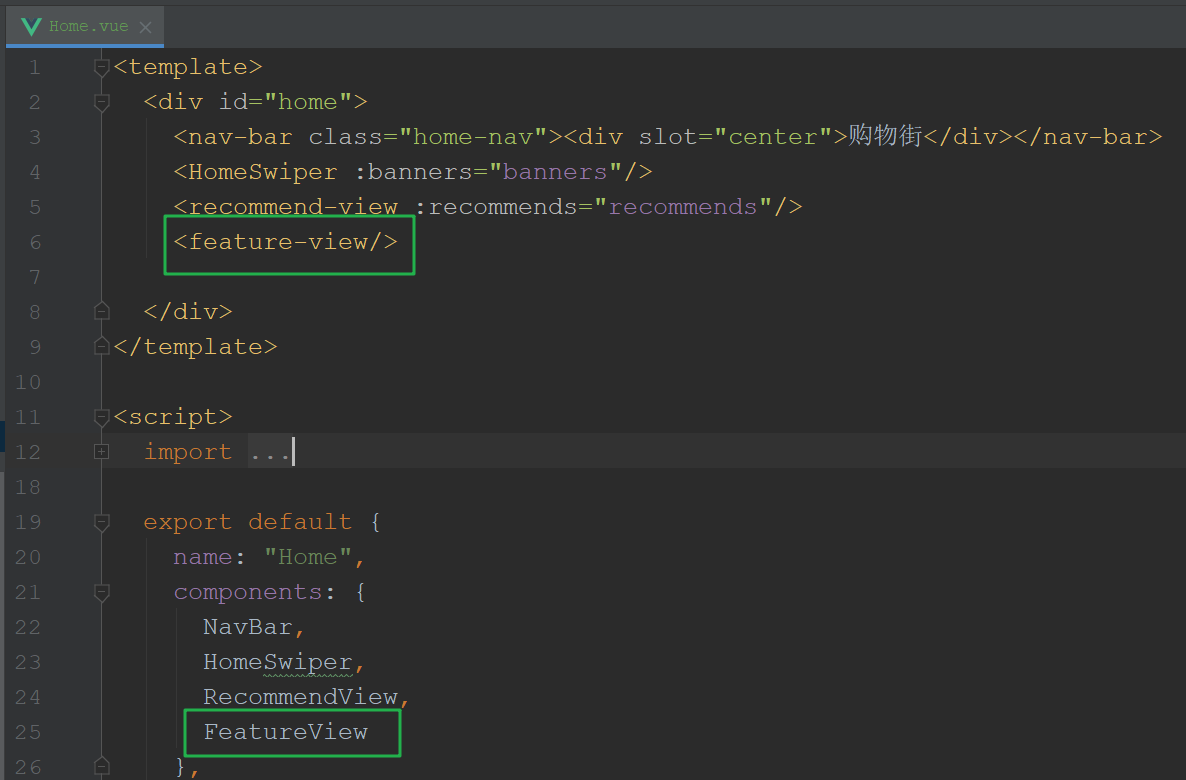 Home.vue
1 <template>
2 <div id="home">
3 <nav-bar class="home-nav"><div slot="center">购物街</div></nav-bar>
4 <HomeSwiper :banners="banners"/>
5 <recommend-view :recommends="recommends"/>
6 <feature-view/>
7
8 </div>
9 </template>
10
11 <script>
12 import ...
18
19 export default {
20 name: "Home",
21 components: {
22 NavBar,
23 HomeSwiper,
24 RecommendView,
25 FeatureView
26 },